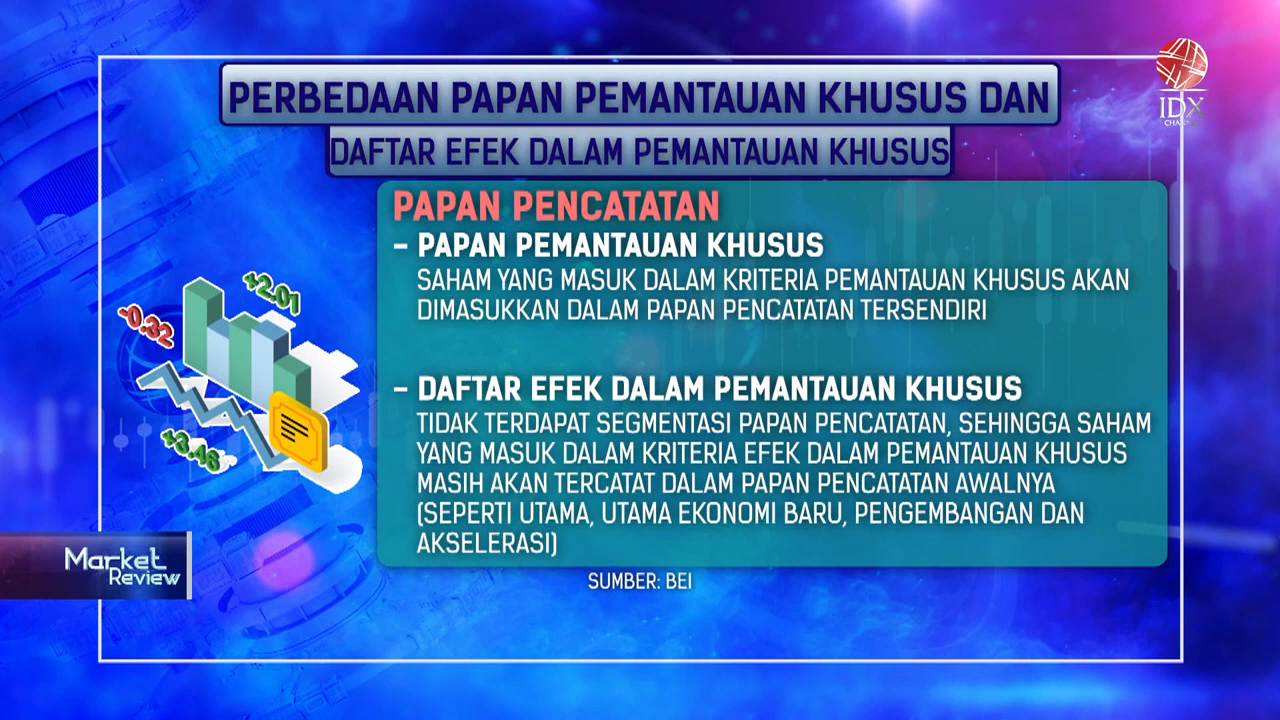 PERBEDAAN PAPAN PEMANTAUAN KHUSUS DAN
DAFTAR EFEK DALAM PEMANTAUAN KHUSUS
IDX
CHANNEL
PAPAN PENCATATAN
– PAPAN PEMANTAUAN KHUSUS
SAHAM YANG MASUK DALAM KRITERIA PEMANTAUAN KHUSUS AKAN
DIMASUKKAN DALAM PAPAN PENCATATAN TERSENDIRI
– DAFTAR EFEK DALAM PEMANTAUAN KHUSUS
TIDAK TERDAPAT SEGMENTASI PAPAN PENCATATAN, SEHINGGA SAHAM
YANG MASUK DALAM KRITERIA EFEK DALAM PEMANTAUAN KHUSUS
MASIH AKAN TERCATAT DALAM PAPAN PENCATATAN AWALNYA
(SEPERTI UTAMA, UTAMA EKONOMI BARU, PENGEMBANGAN DAN
AKSELERASI)
+2.01
-0.32
+3.46
Market
Review
SUMBER: BEI